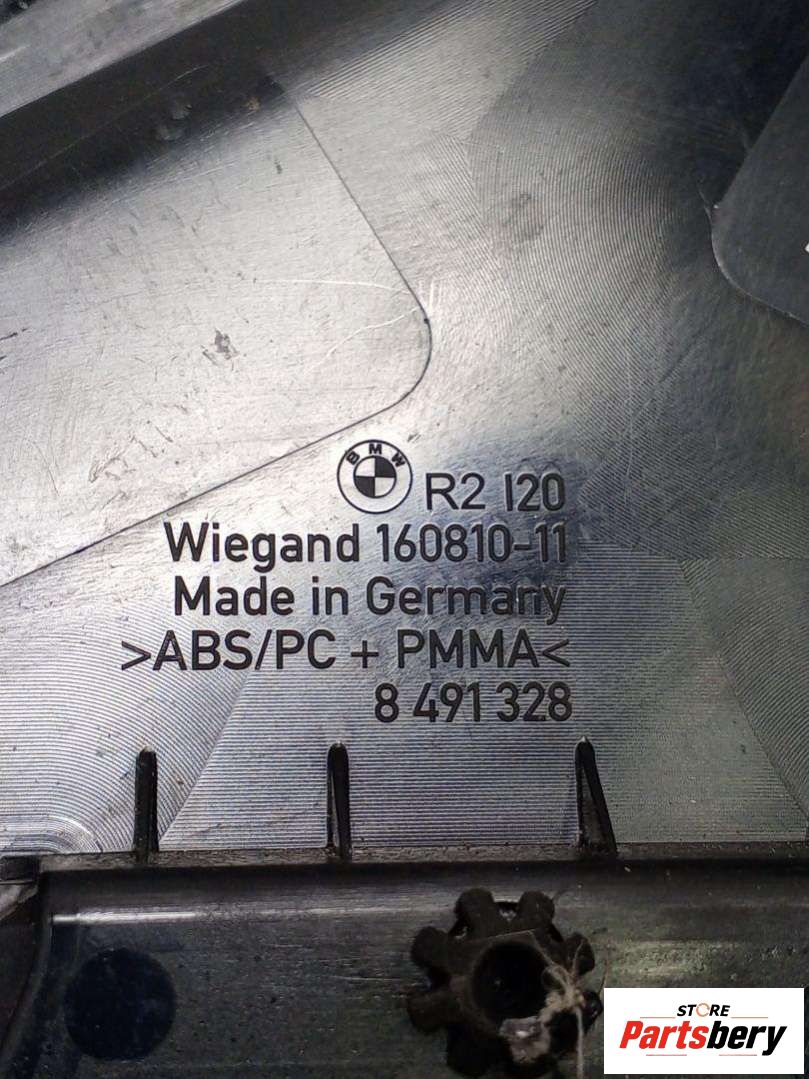 BMW R2 I20
Wiegand 160810-11
Made in Germany
>ABS/PC + PMMA<
8 491 328
STORE
Partsbery